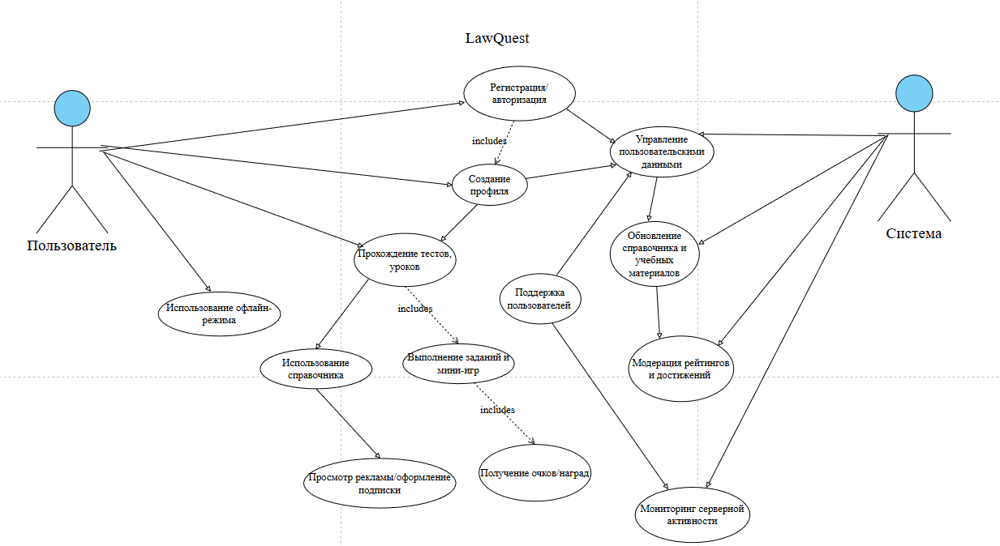 LawQuest
Регистрация/
авторизация
includes
Управление
пользовательскими
данными
Создание
профиля
Пользователь
Система
Обновление
справочника и
учебных
материалов
Прохождение тестов,
уроков
Поддержка
пользователей
includes
Использование офлайн-
режима
Использование
справочника
Выполнение заданий и
мини-игр
Модерация рейтингов
и достижений
includes
Просмотр рекламы/оформление
подписки
Получение очков/наград
Мониторинг серверной
активности